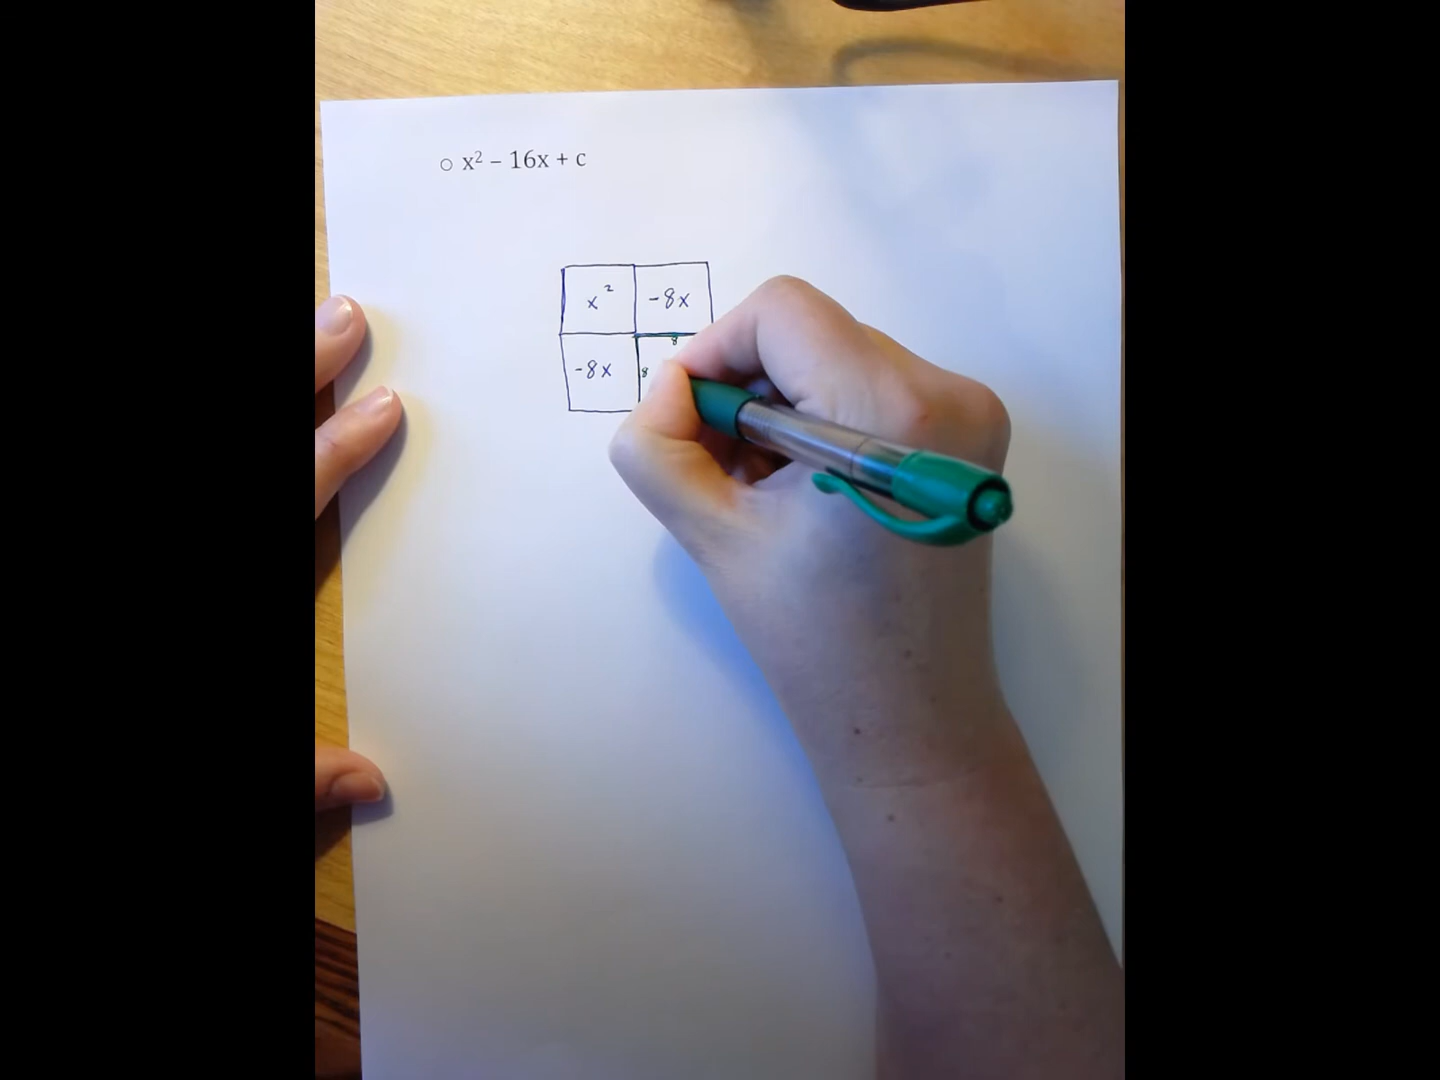 ○ x² – 16x + c
x² -8x
8
-8x 8